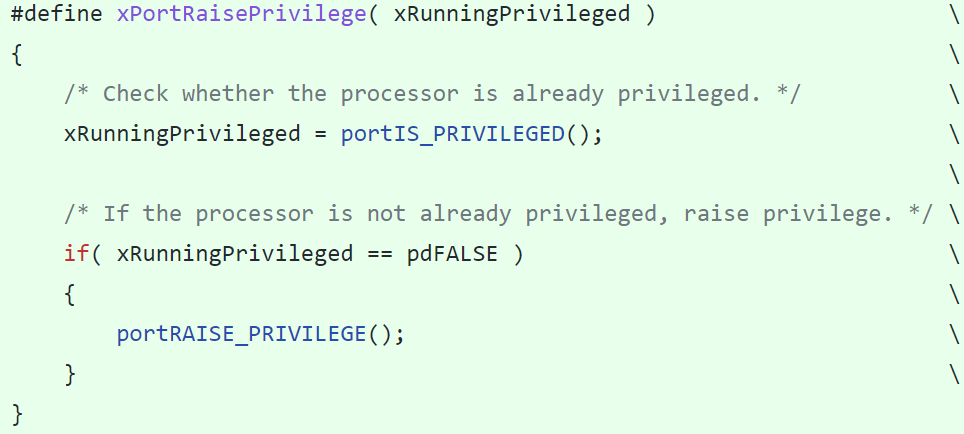 #define xPortRaisePrivilege( xRunningPrivileged ) \
{ \
/* Check whether the processor is already privileged. */ \
xRunningPrivileged = portIS_PRIVILEGED(); \
\
/* If the processor is not already privileged, raise privilege. */ \
if( xRunningPrivileged == pdFALSE ) \
{ \
portRAISE_PRIVILEGE(); \
} \
}